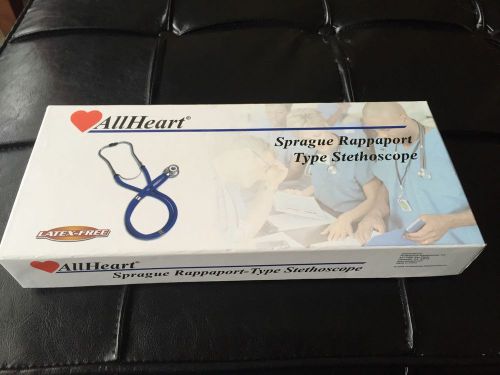 AllHeart®
Sprague Rappaport
Type Stethoscope
LATEX-FREE
AllHeart®
Sprague Rappaport-Type Stethoscope